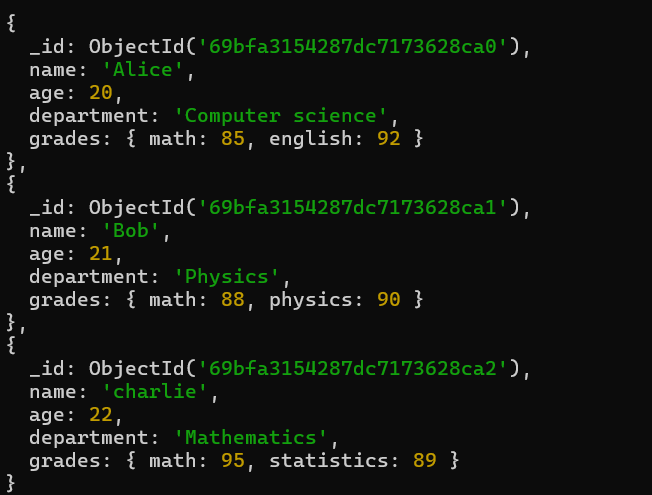 {
  _id: ObjectId('69bfa3154287dc7173628ca0'),
  name: 'Alice',
  age: 20,
  department: 'Computer science',
  grades: { math: 85, english: 92 }
},
{
  _id: ObjectId('69bfa3154287dc7173628ca1'),
  name: 'Bob',
  age: 21,
  department: 'Physics',
  grades: { math: 88, physics: 90 }
},
{
  _id: ObjectId('69bfa3154287dc7173628ca2'),
  name: 'charlie',
  age: 22,
  department: 'Mathematics',
  grades: { math: 95, statistics: 89 }
}